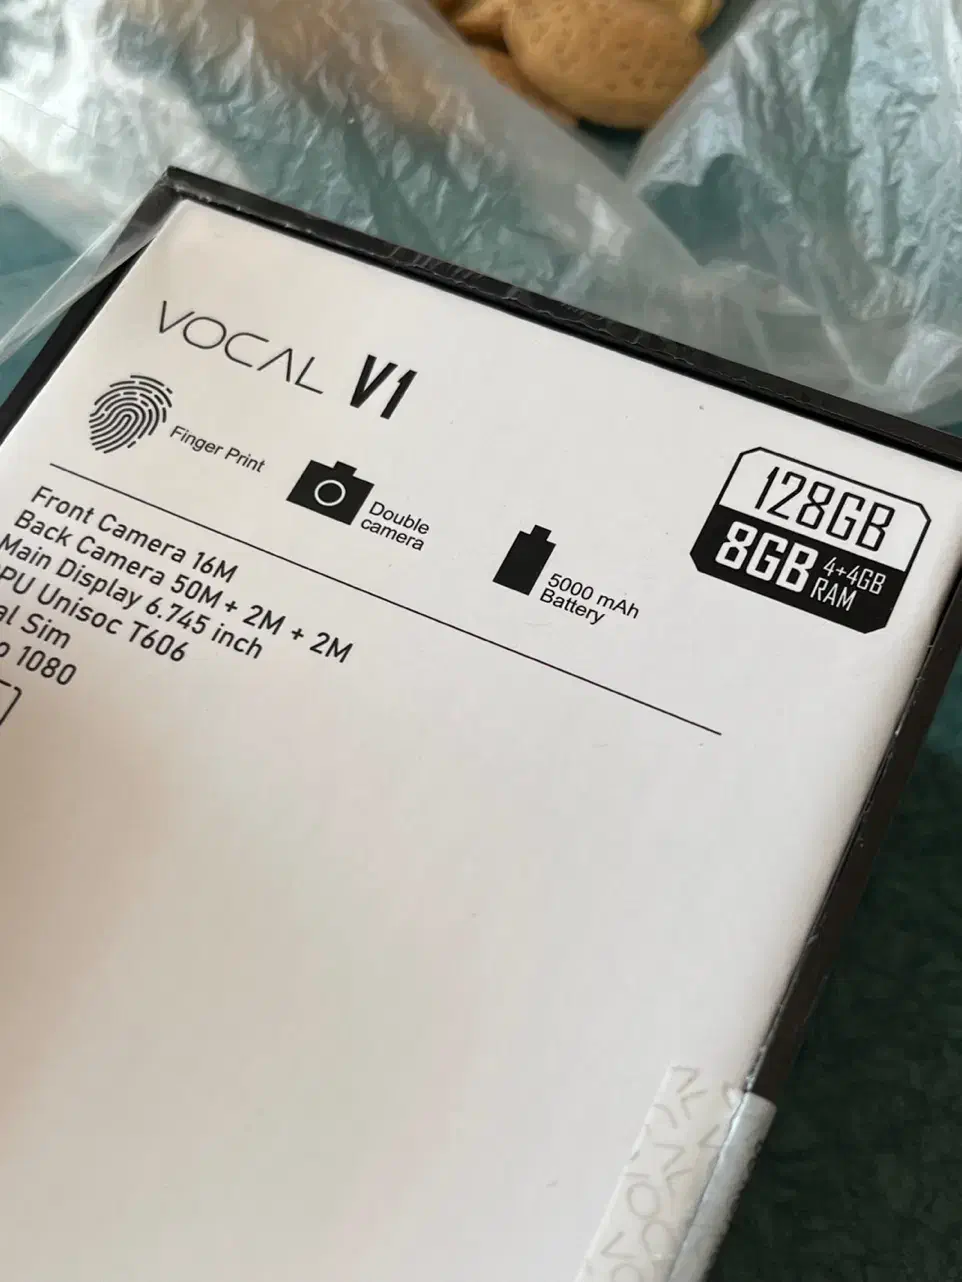 VOCAL V1
Finger Print
Double
camera
5000 mAh
Battery
128GB
8GB 4+4GB
RAM
Front Camera 16M
Back Camera 50M + 2M + 2M
Main Display 6.745 inch
PU Unisoc T606
al Sim
o 1080